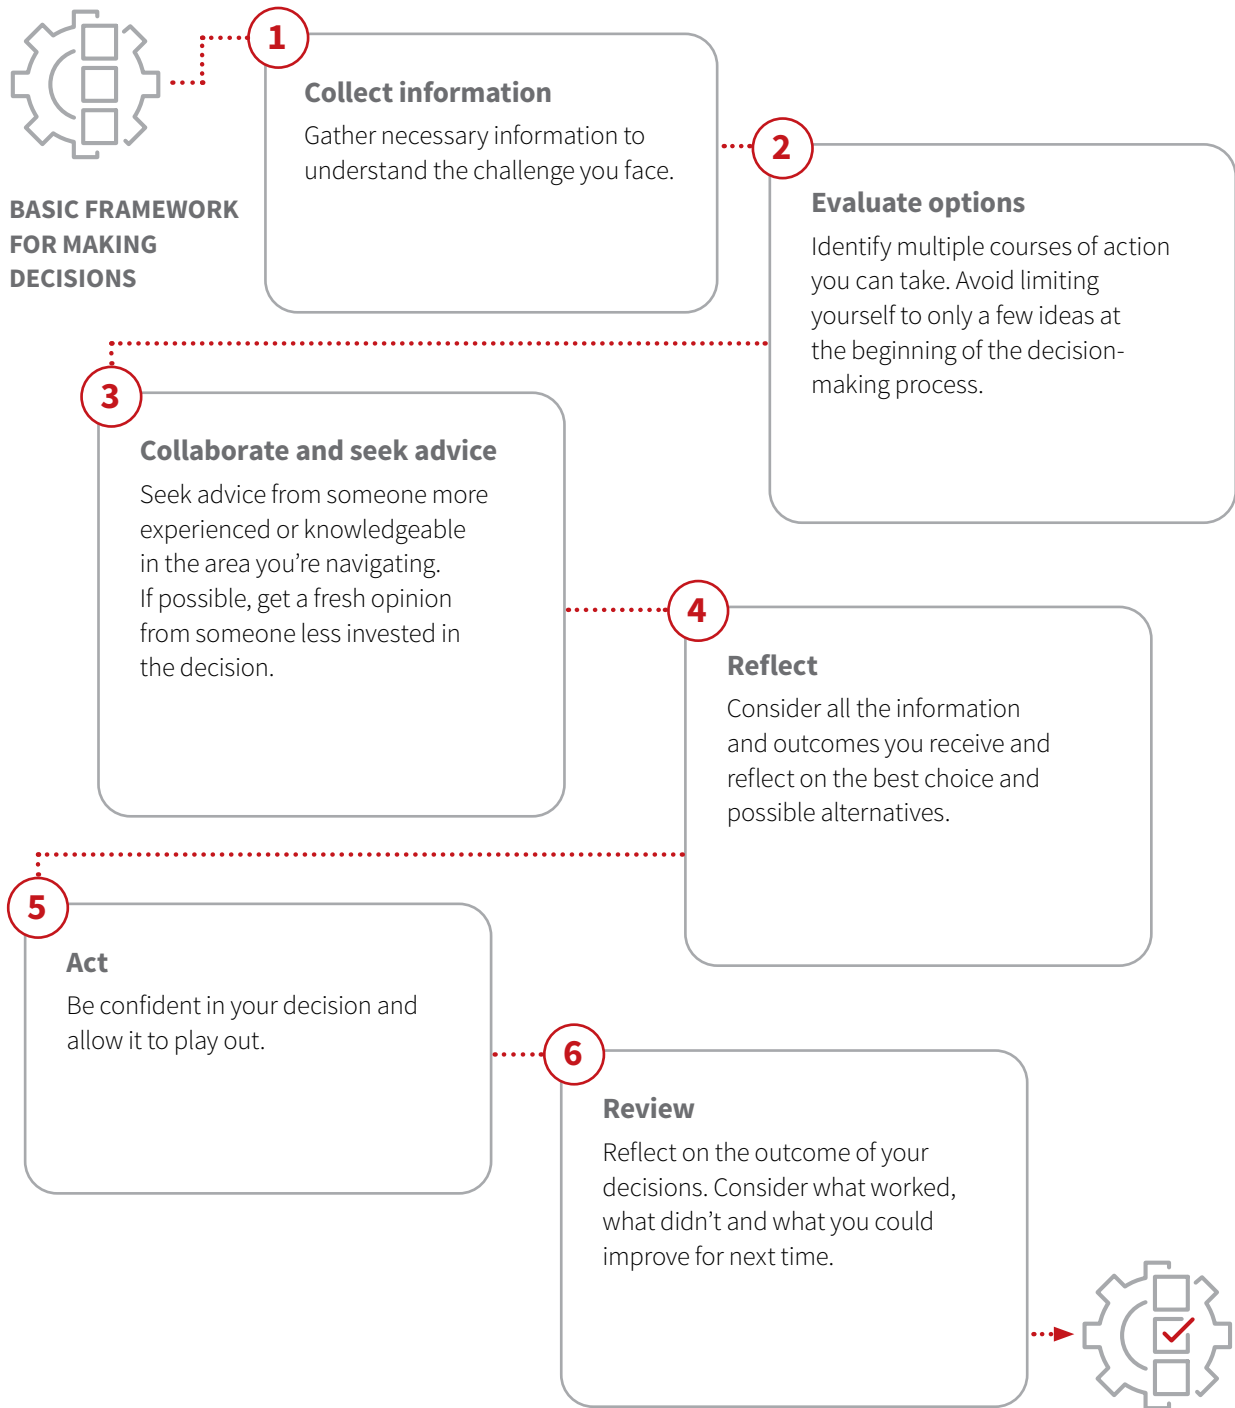 BASIC FRAMEWORK
FOR MAKING
DECISIONS
1
Collect information
Gather necessary information to
understand the challenge you face.
2
Evaluate options
Identify multiple courses of action
you can take. Avoid limiting
yourself to only a few ideas at
the beginning of the decision-
making process.
3
Collaborate and seek advice
Seek advice from someone more
experienced or knowledgeable
in the area you’re navigating.
If possible, get a fresh opinion
from someone less invested in
the decision.
4
Reflect
Consider all the information
and outcomes you receive and
reflect on the best choice and
possible alternatives.
5
Act
Be confident in your decision and
allow it to play out.
6
Review
Reflect on the outcome of your
decisions. Consider what worked,
what didn’t and what you could
improve for next time.